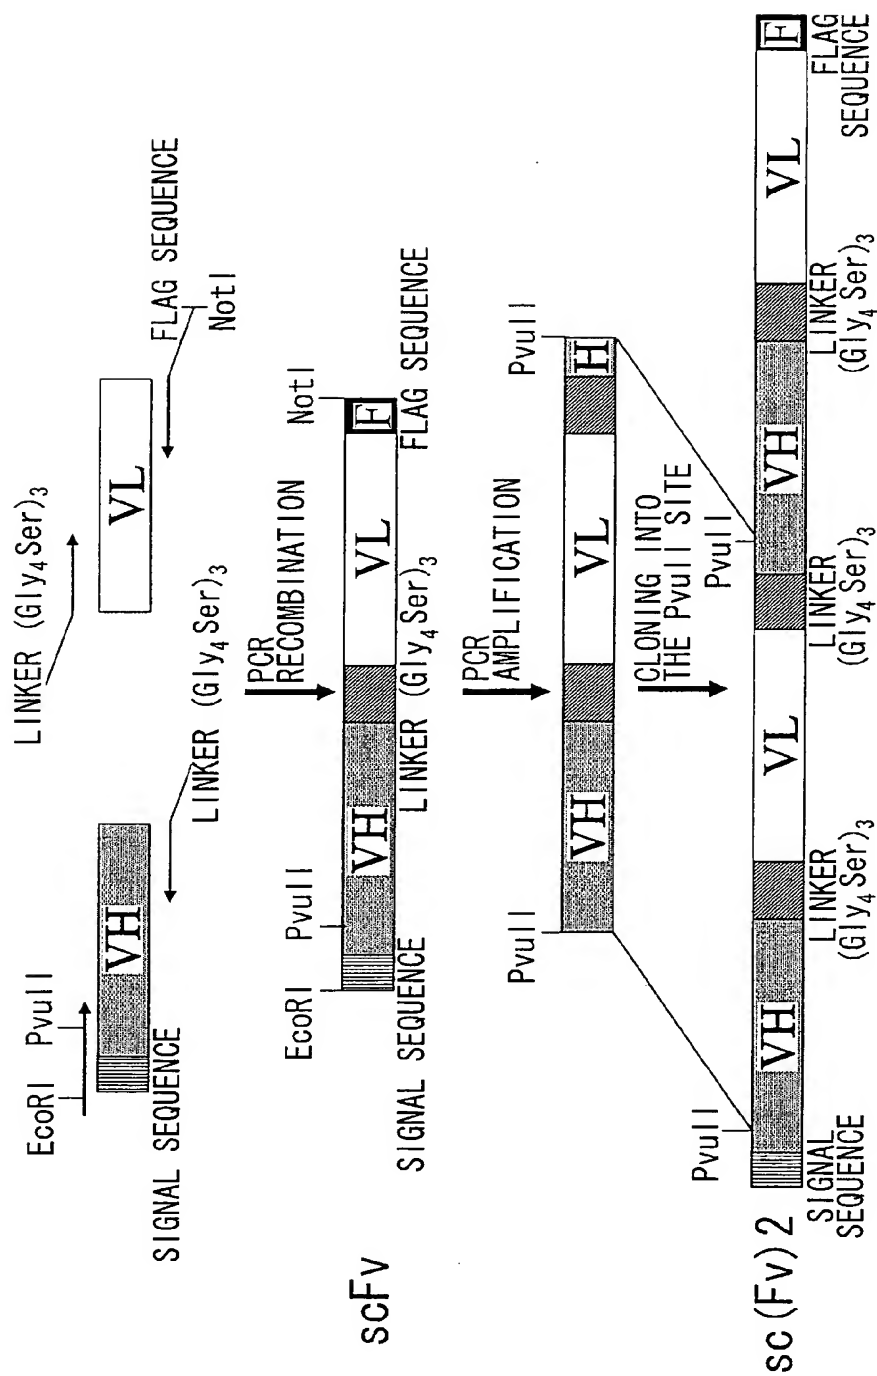 EcoRI PvuII
VH
SIGNAL SEQUENCE
LINKER (Gly4Ser)3
LINKER (Gly4Ser)3
VL
FLAG SEQUENCE
NotI
PCR
RECOMBINATION
scFv
EcoRI PvuII NotI
VH VL F
SIGNAL SEQUENCE LINKER (Gly4Ser)3 FLAG SEQUENCE
PCR
AMPLIFICATION
PvuII PvuII
VH VL H
CLONING INTO
THE PvuII SITE
sc(Fv)2
PvuII PvuII
VH VL VH VL F
SIGNAL
SEQUENCE
LINKER
(Gly4Ser)3
LINKER
(Gly4Ser)3
LINKER
(Gly4Ser)3
FLAG
SEQUENCE